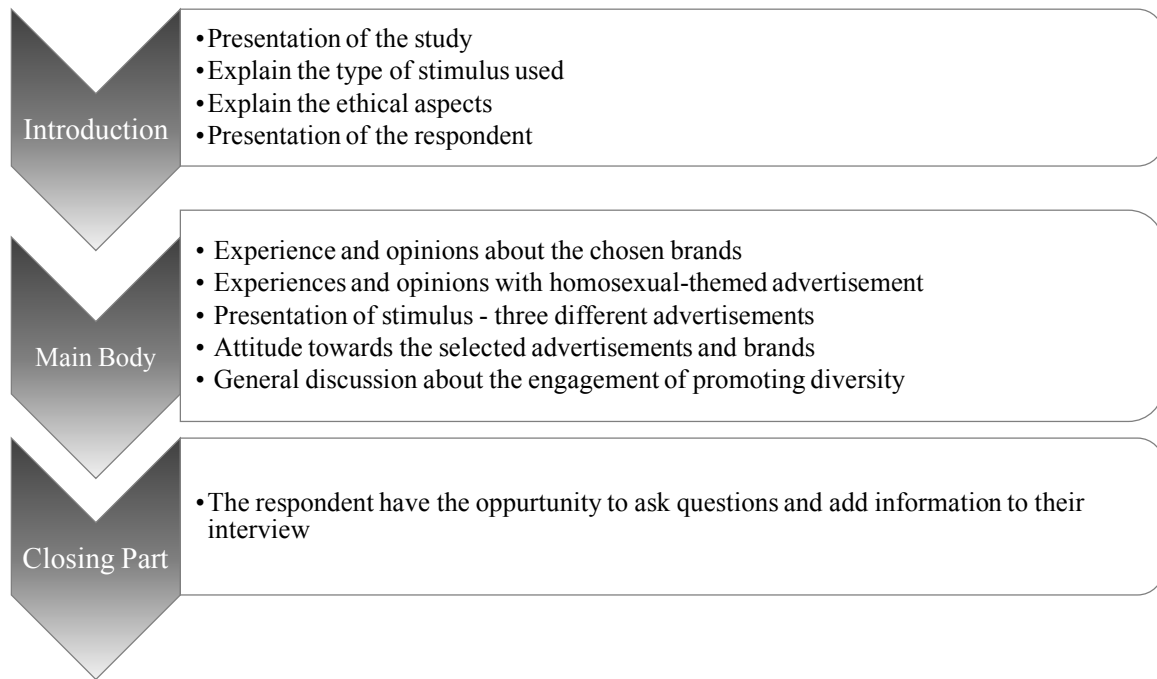 Introduction
•Presentation of the study
•Explain the type of stimulus used
•Explain the ethical aspects
•Presentation of the respondent
Main Body
• Experience and opinions about the chosen brands
• Experiences and opinions with homosexual-themed advertisement
• Presentation of stimulus - three different advertisements
• Attitude towards the selected advertisements and brands
• General discussion about the engagement of promoting diversity
Closing Part
•The respondent have the oppurtunity to ask questions and add information to their
interview